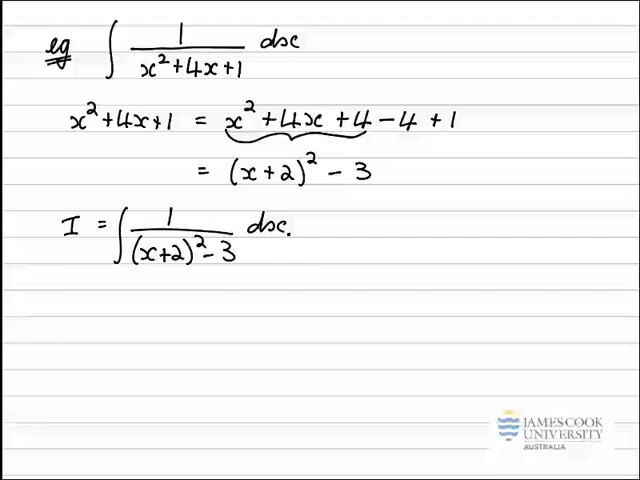 eg ∫ 1/(x²+4x+1) dx
x²+4x+1 = x²+4x+4-4+1
= (x+2)²-3
I = ∫ 1/((x+2)²-3) dx.
JAMES COOK
UNIVERSITY
AUSTRALIA